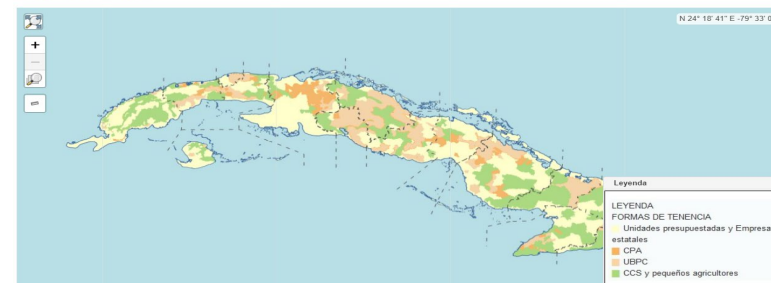 N 24° 18' 41" E -79° 33' 0
+
Leyenda
LEYENDA
FORMAS DE TENENCIA
Unidades presupuestadas y Empresa
estatales
CPA
UBPC
CCS y pequeños agricultores